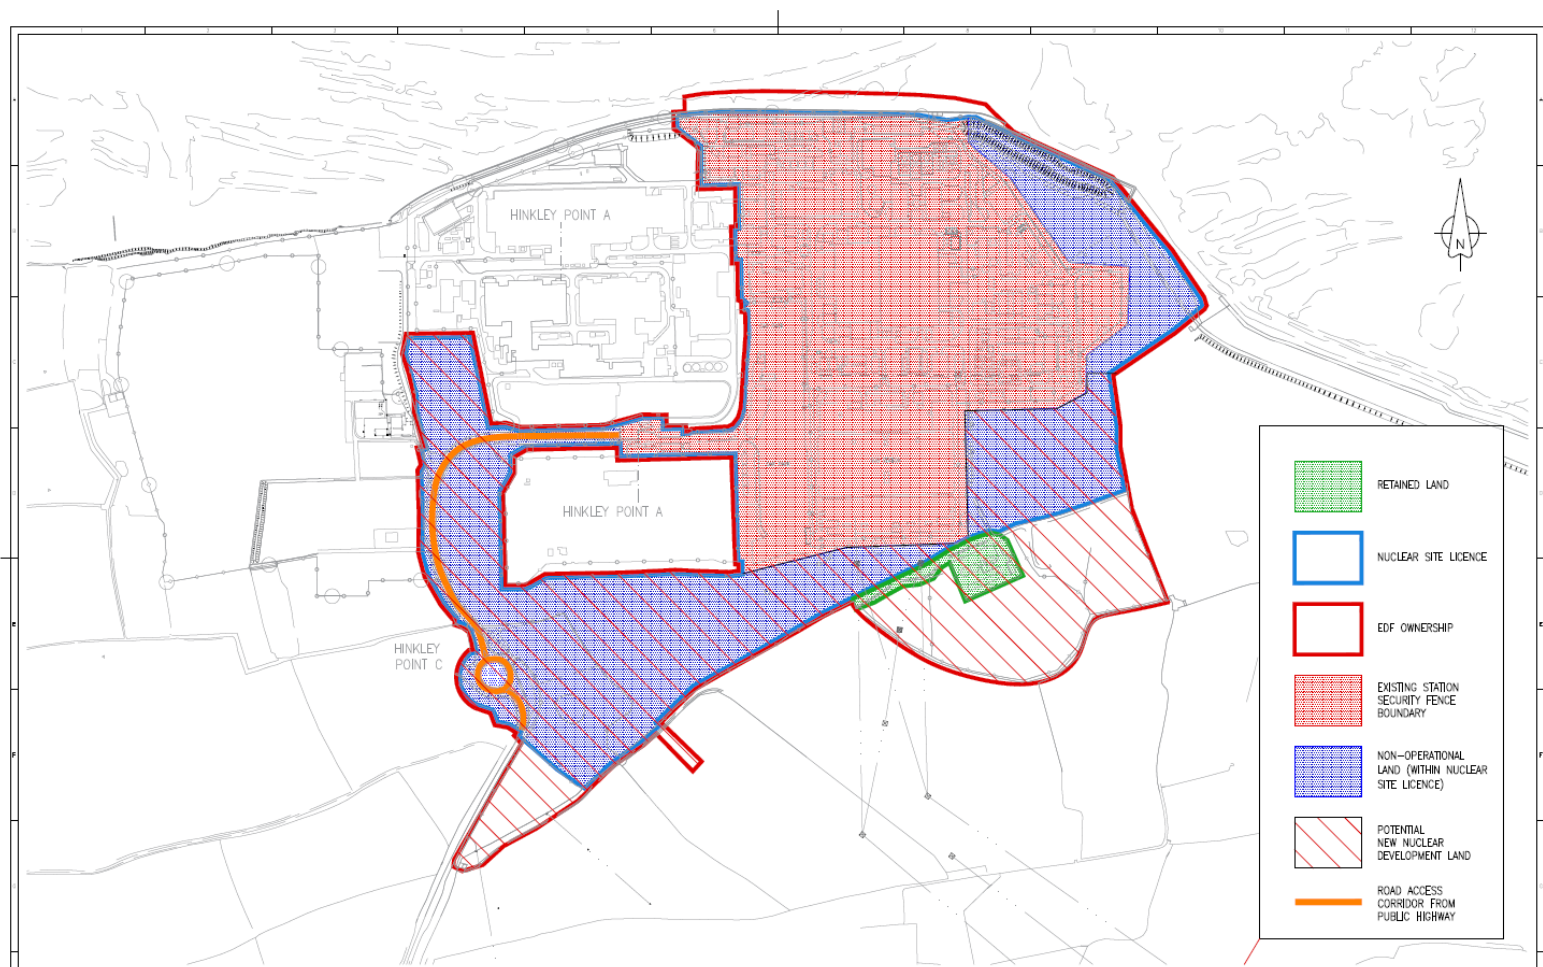 HINKLEY POINT A
N
HINKLEY POINT A
HINKLEY
POINT C
RETAINED LAND
NUCLEAR SITE LICENCE
EDF OWNERSHIP
EXISTING STATION
SECURITY FENCE
BOUNDARY
NON-OPERATIONAL
LAND (WITHIN NUCLEAR
SITE LICENCE)
POTENTIAL
NEW NUCLEAR
DEVELOPMENT LAND
ROAD ACCESS
CORRIDOR FROM
PUBLIC HIGHWAY